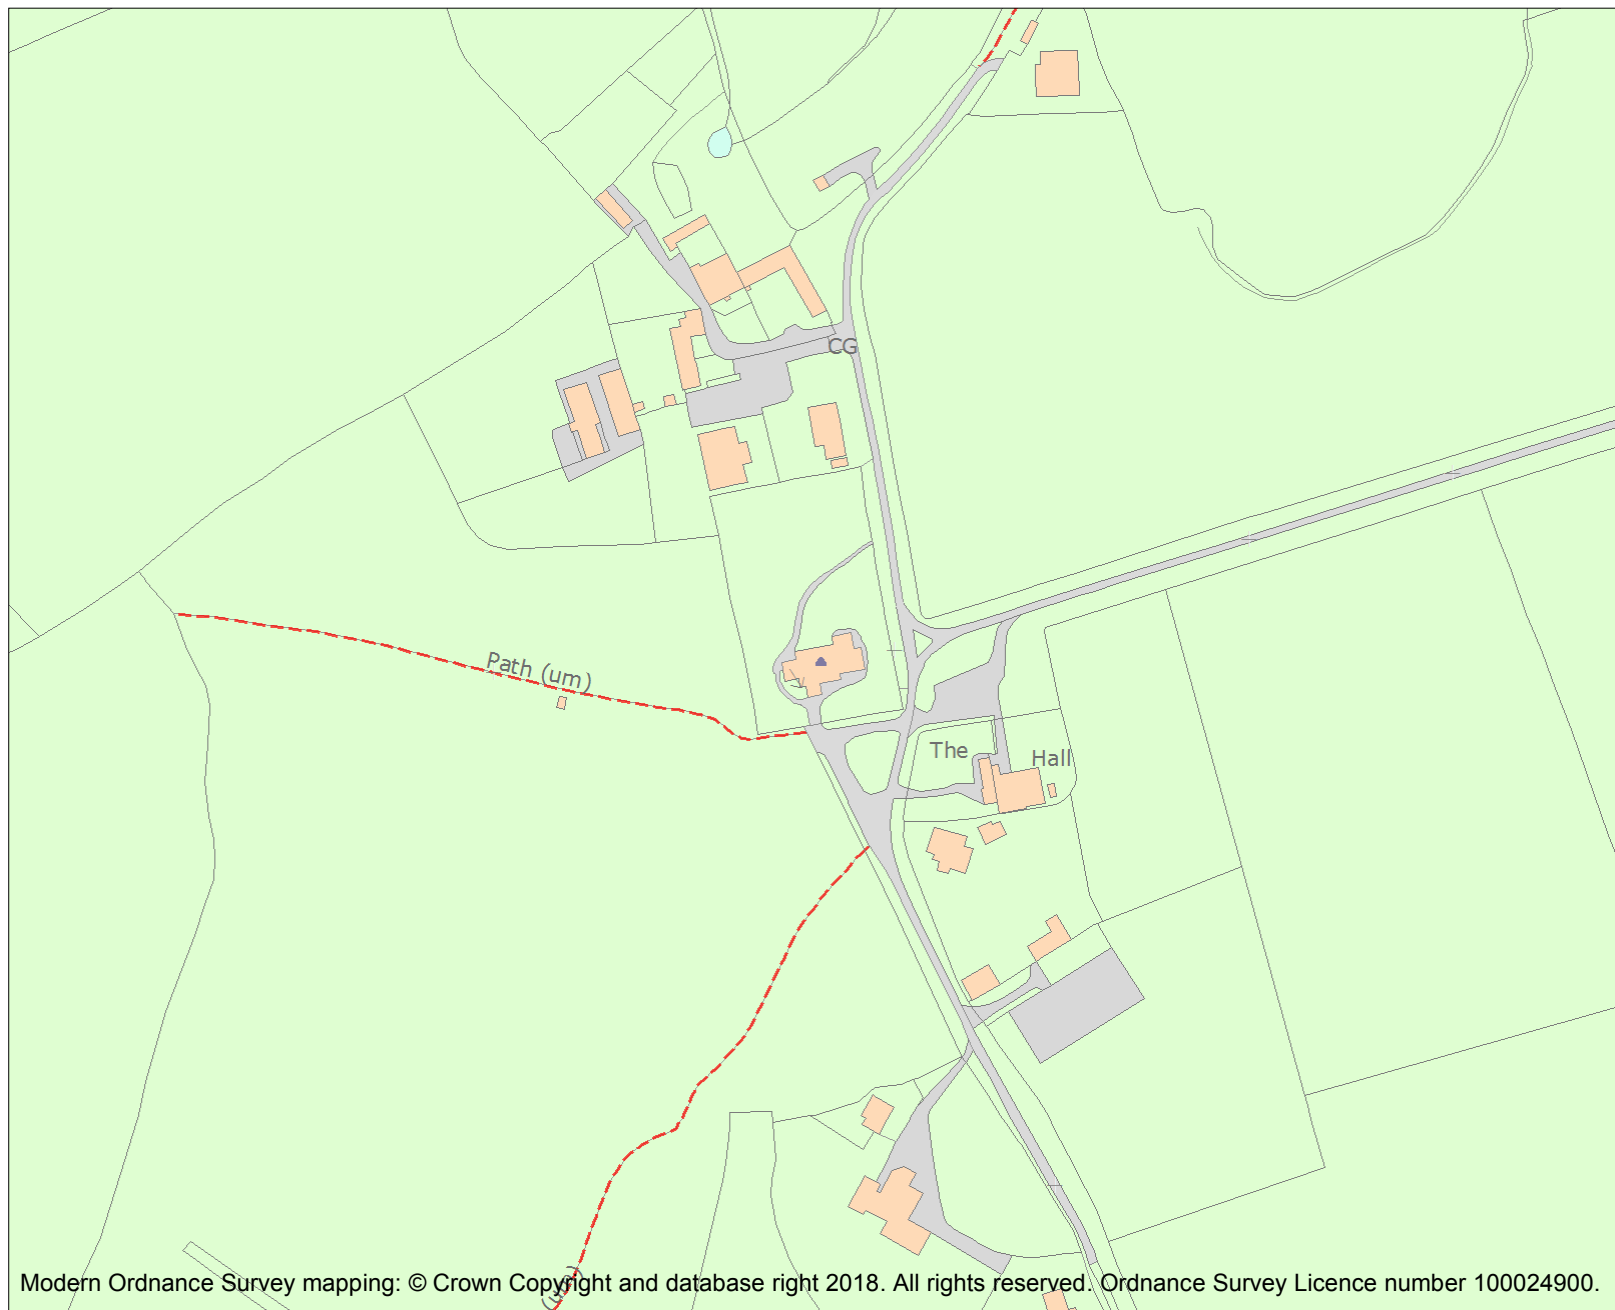 CG
Path (um)
The Hall
(um)
Modern Ordnance Survey mapping: © Crown Copyright and database right 2018. All rights reserved. Ordnance Survey Licence number 100024900.